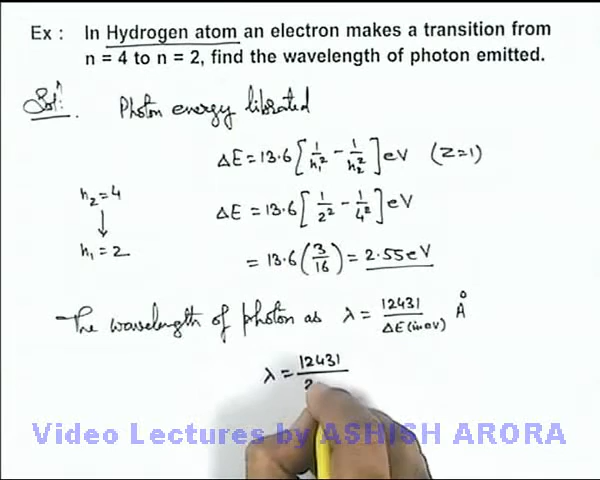 Ex : In Hydrogen atom an electron makes a transition from
n = 4 to n = 2, find the wavelength of photon emitted.
Solⁿ. Photon energy librated
ΔE = 13.6 [ 1/n₁² − 1/n₂² ] eV (Z=1)
n₂ = 4
↓
n₁ = 2
ΔE = 13.6 [ 1/2² − 1/4² ] eV
= 13.6 ( 3/16 ) = 2.55 eV
The wavelength of photon as λ = 12431 / ΔE (in eV) Å
λ = 12431 / 2
Video Lectures by ASHISH ARORA